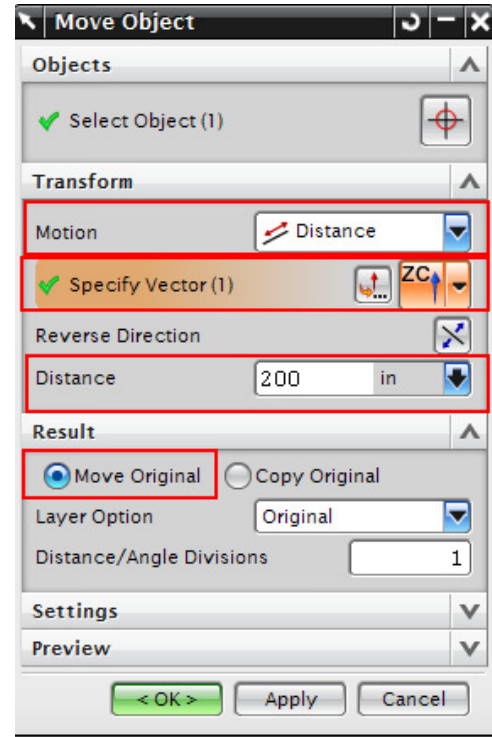 Move Object
Objects
Select Object (1)
Transform
Motion Distance
Specify Vector (1) ZC
Reverse Direction
Distance 200 in
Result
Move Original Copy Original
Layer Option Original
Distance/Angle Divisions 1
Settings
Preview
< OK > Apply Cancel